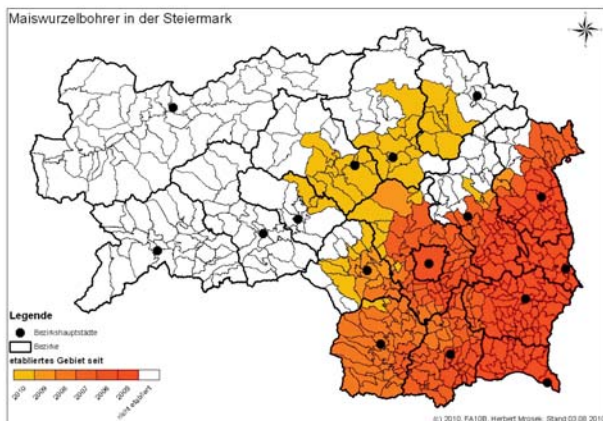 Maiswurzelbohrer in der Steiermark
Legende
Bezirkshauptstädte
Bezirke
etabliertes Gebiet seit
2010
2009
2008
2007
2006
2005
nicht etabliert
(c) 2010, FA10B, Herbert Mrosek, Stand 03.08.2010